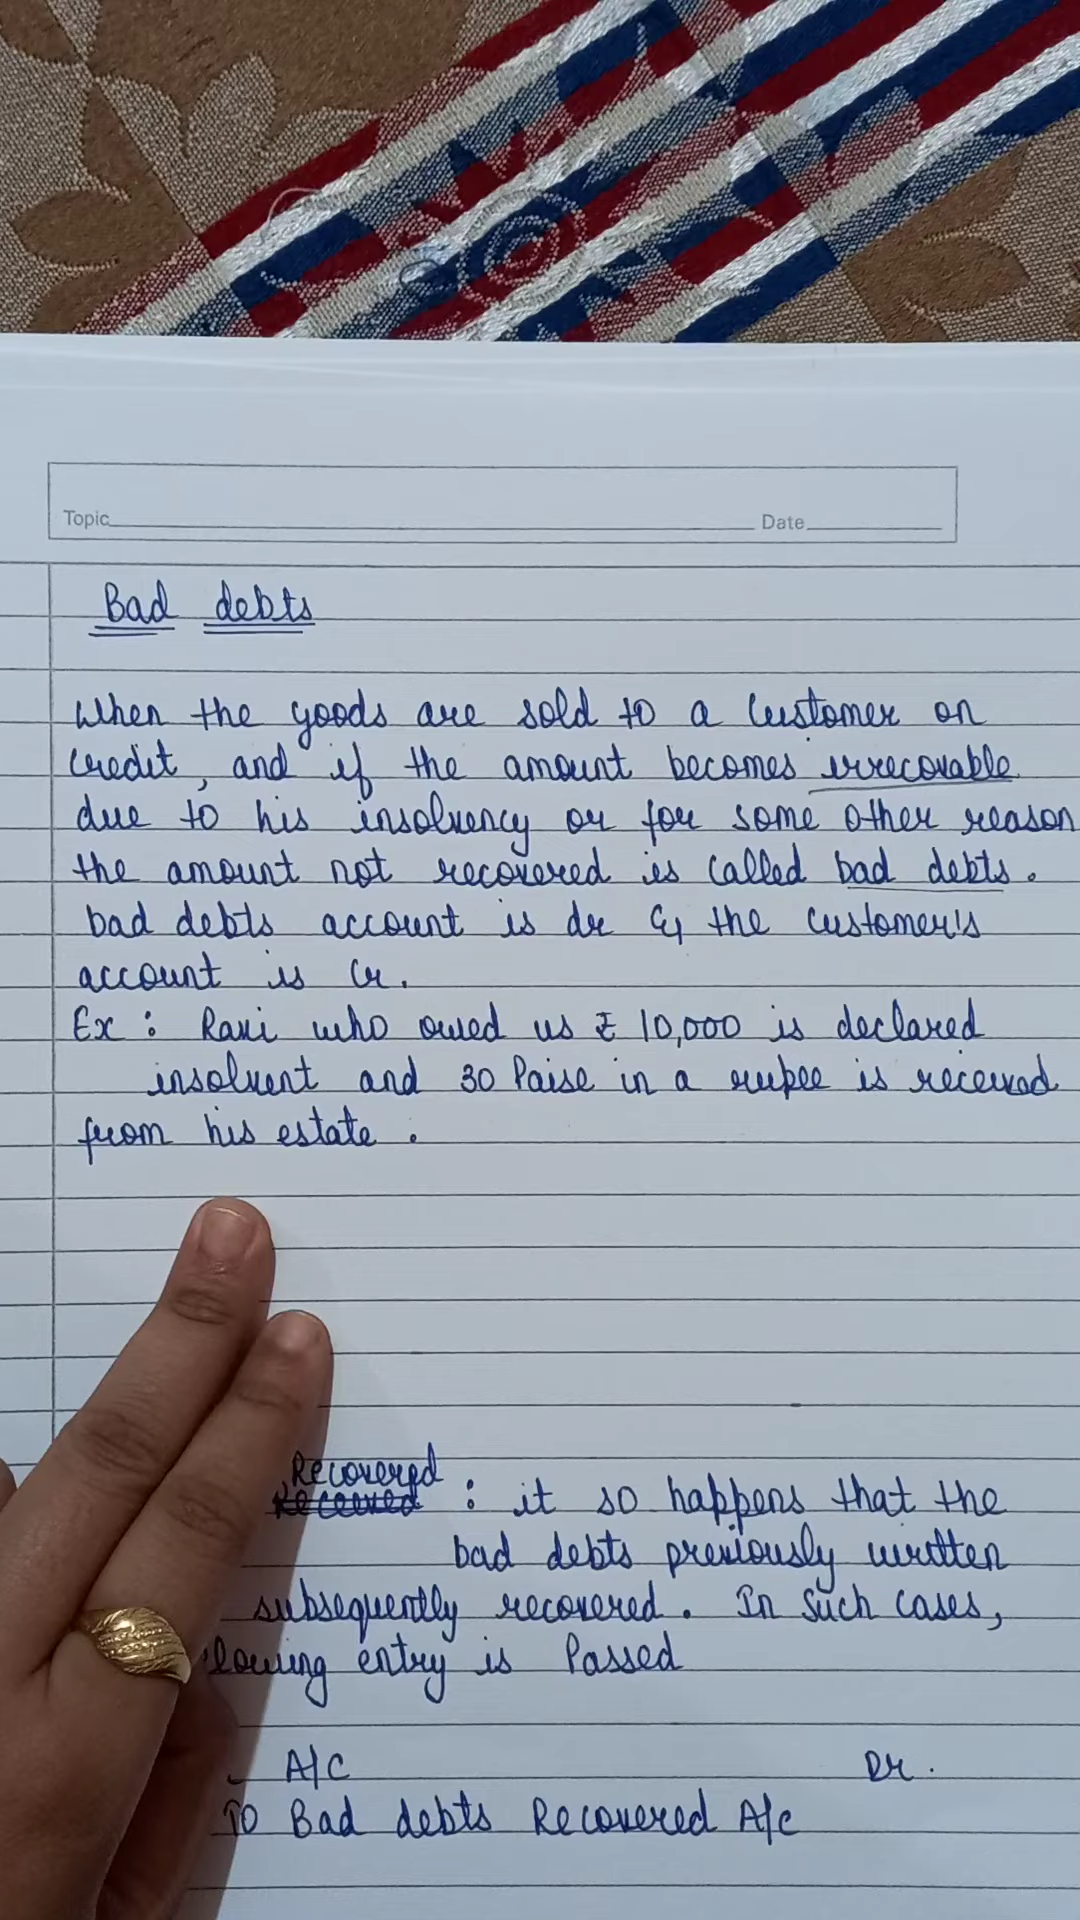 Topic Date
Bad debts
When the goods are sold to a customer on
credit, and if the amount becomes irrecovable
due to his insolvency or for some other reason
the amount not recovered is called bad debts.
bad debts account is dr & the customer's
account is cr.
Ex : Ravi who owed us ₹ 10,000 is declared
insolvent and 30 Paise in a rupee is received
from his estate.
Recovered
Received : it so happens that the
bad debts previously written
subsequently recovered. In such cases,
lowing entry is Passed
A/C Dr.
To Bad debts Recovered A/c